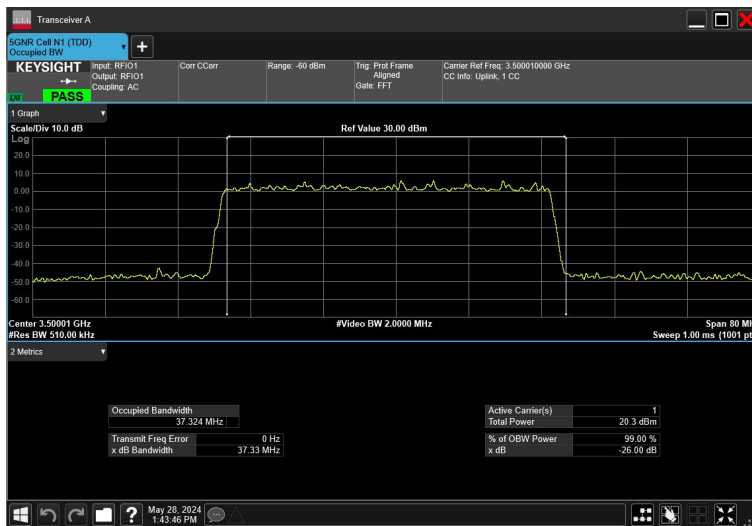 Transceiver A
5GNR Cell N1 (TDD)
Occupied BW
KEYSIGHT
LXI
PASS
Input: RFIO1
Output: RFIO1
Coupling: AC
Corr CCorr
Range: -60 dBm
Trig: Prot Frame
Aligned
Gate: FFT
Carrier Ref Freq: 3.500010000 GHz
CC Info: Uplink, 1 CC
1 Graph
Scale/Div 10.0 dB
Ref Value 30.00 dBm
Log
20.0
10.0
0.00
-10.0
-20.0
-30.0
-40.0
-50.0
-60.0
Center 3.50001 GHz
#Video BW 2.0000 MHz
Span 80 MH
#Res BW 510.00 kHz
Sweep 1.00 ms (1001 pt
2 Metrics
Occupied Bandwidth
37.324 MHz
Active Carrier(s) 1
Total Power 20.3 dBm
Transmit Freq Error 0 Hz
x dB Bandwidth 37.33 MHz
% of OBW Power 99.00 %
x dB -26.00 dB
?
May 28, 2024
1:43:46 PM